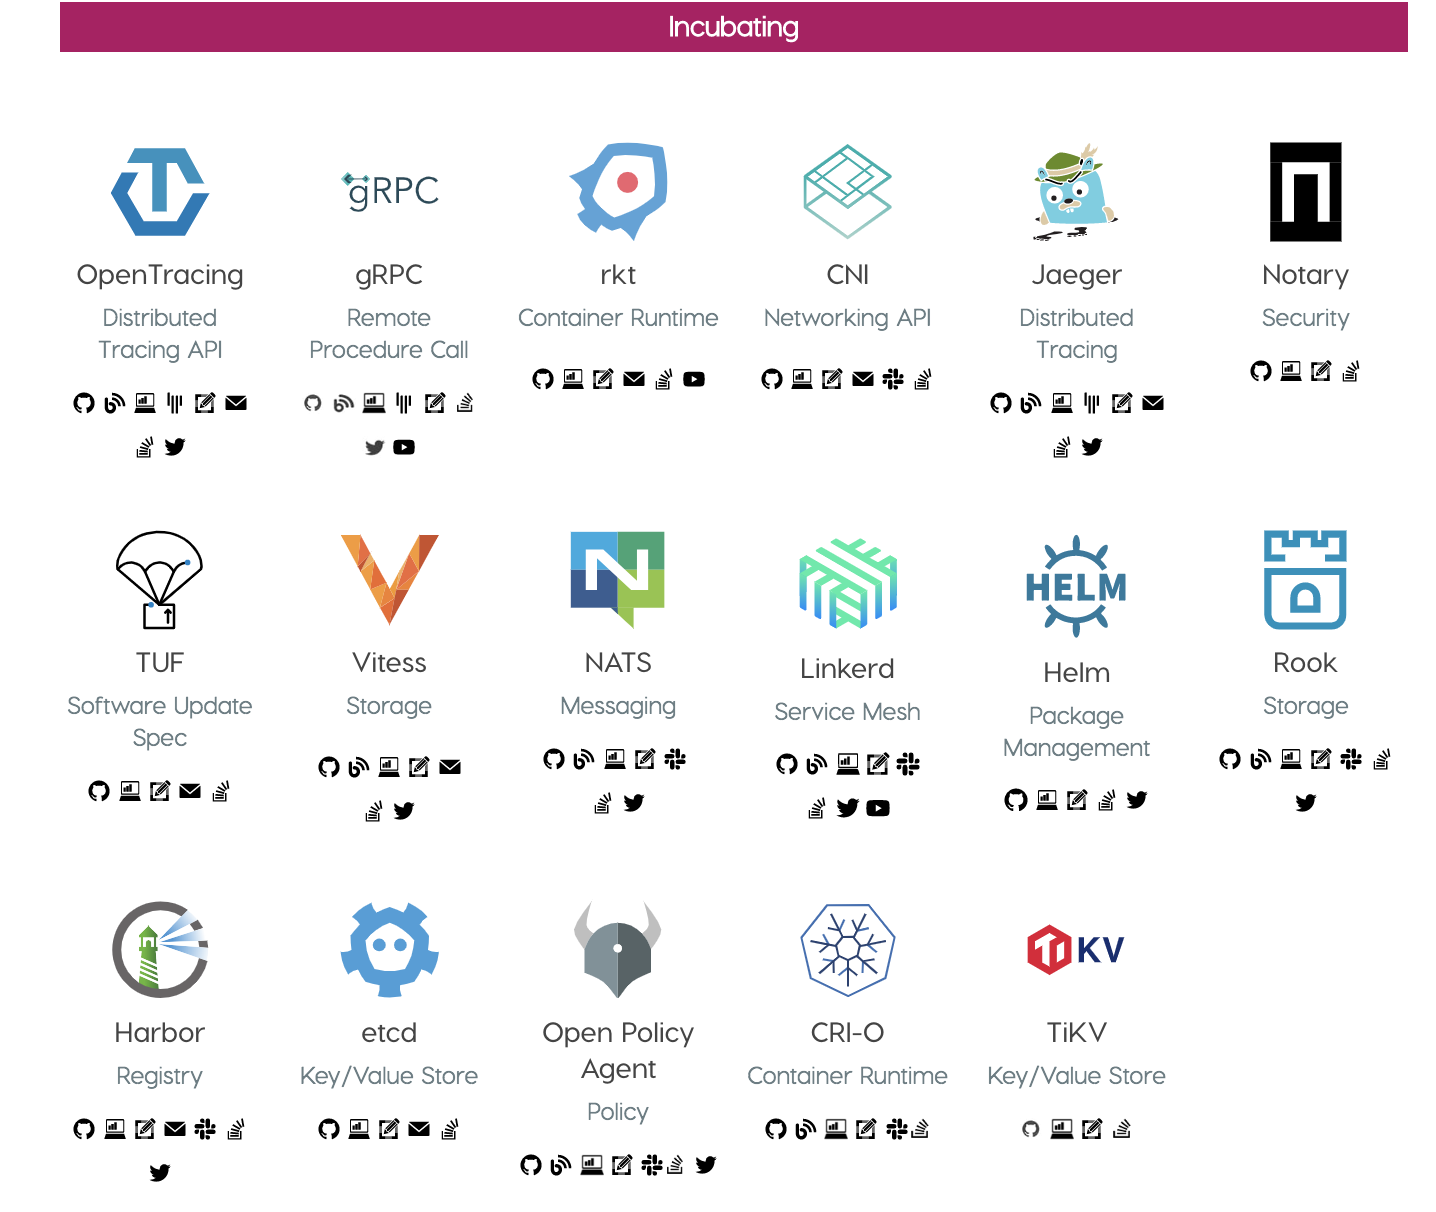 Incubating
gRPC
OpenTracing
gRPC
rkt
CNI
Jaeger
Notary
Distributed
Tracing API
Remote
Procedure Call
Container Runtime
Networking API
Distributed
Tracing
Security
N
HELM
TUF
Vitess
NATS
Linkerd
Helm
Rook
Software Update
Spec
Storage
Messaging
Service Mesh
Package
Management
Storage
TiKV
Harbor
etcd
Open Policy
Agent
CRI-O
TiKV
Registry
Key/Value Store
Policy
Container Runtime
Key/Value Store